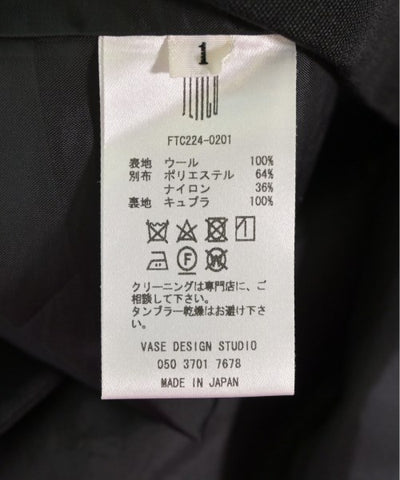 1
FTC224-0201
表地 ウール 100%
別布 ポリエステル 64%
ナイロン 36%
裏地 キュプラ 100%
F W
クリーニングは専門店に、ご
相談して下さい。
タンブラー乾燥はお避け下さ
い。
VASE DESIGN STUDIO
050 3701 7678
MADE IN JAPAN